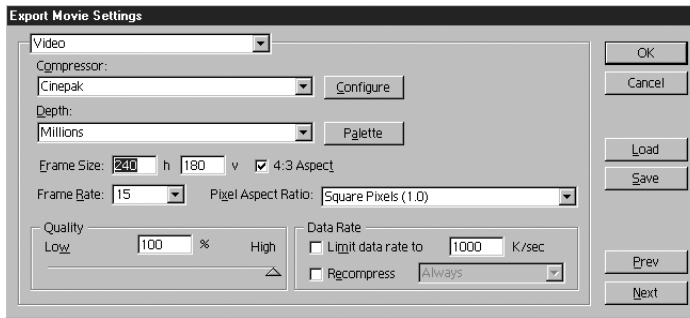 Export Movie Settings
Video
OK
Compressor:
Cinepak
Configure
Cancel
Depth:
Millions
Palette
Load
Frame Size: 240 h 180 v 4:3 Aspect
Save
Frame Rate: 15 Pixel Aspect Ratio: Square Pixels (1.0)
Quality
Low 100 % High
Data Rate
Limit data rate to 1000 K/sec
Recompress Always
Prev
Next